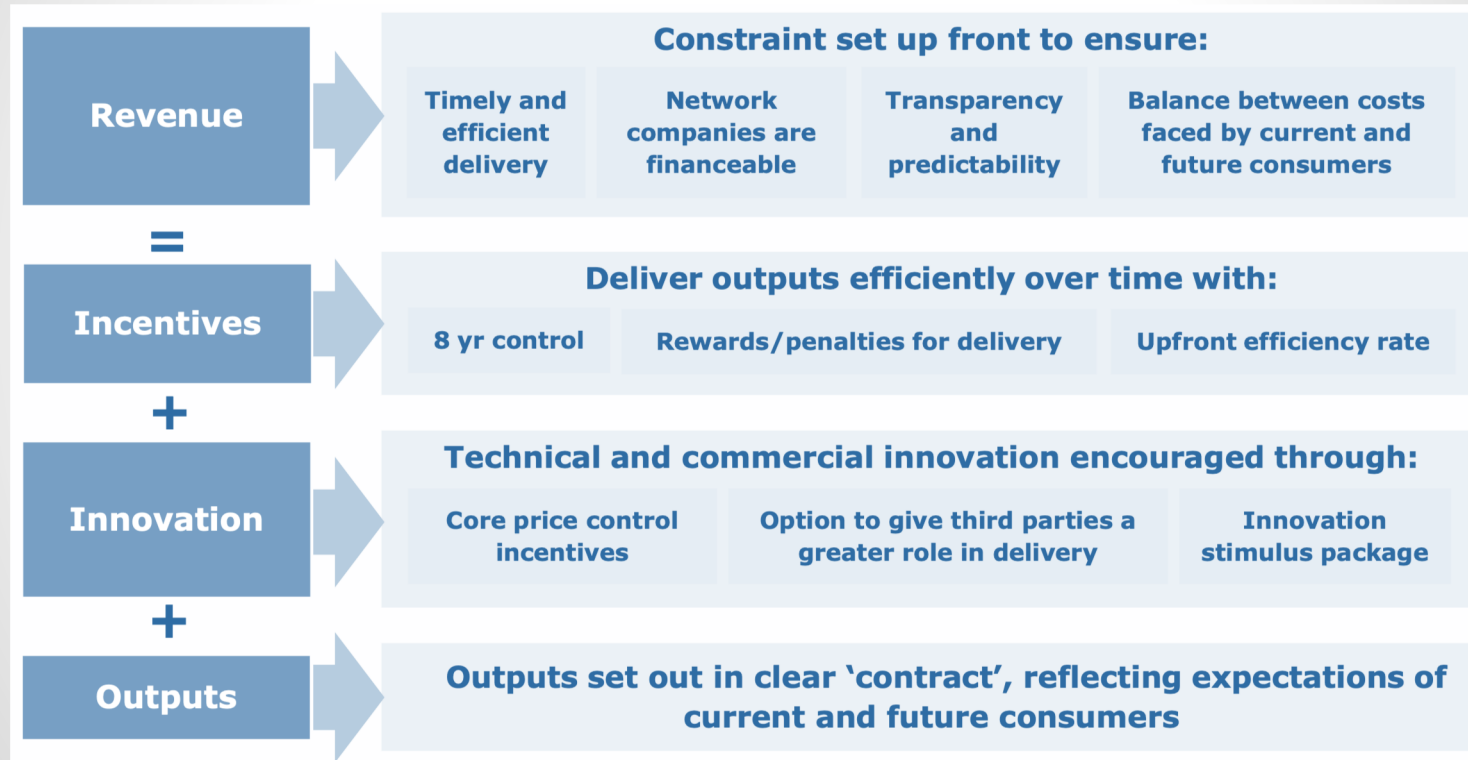 Revenue
Constraint set up front to ensure:
Timely and
efficient
delivery
Network
companies are
financeable
Transparency
and
predictability
Balance between costs
faced by current and
future consumers
=
Incentives
Deliver outputs efficiently over time with:
8 yr control
Rewards/penalties for delivery
Upfront efficiency rate
+
Innovation
Technical and commercial innovation encouraged through:
Core price control
incentives
Option to give third parties a
greater role in delivery
Innovation
stimulus package
+
Outputs
Outputs set out in clear ‘contract’, reflecting expectations of
current and future consumers